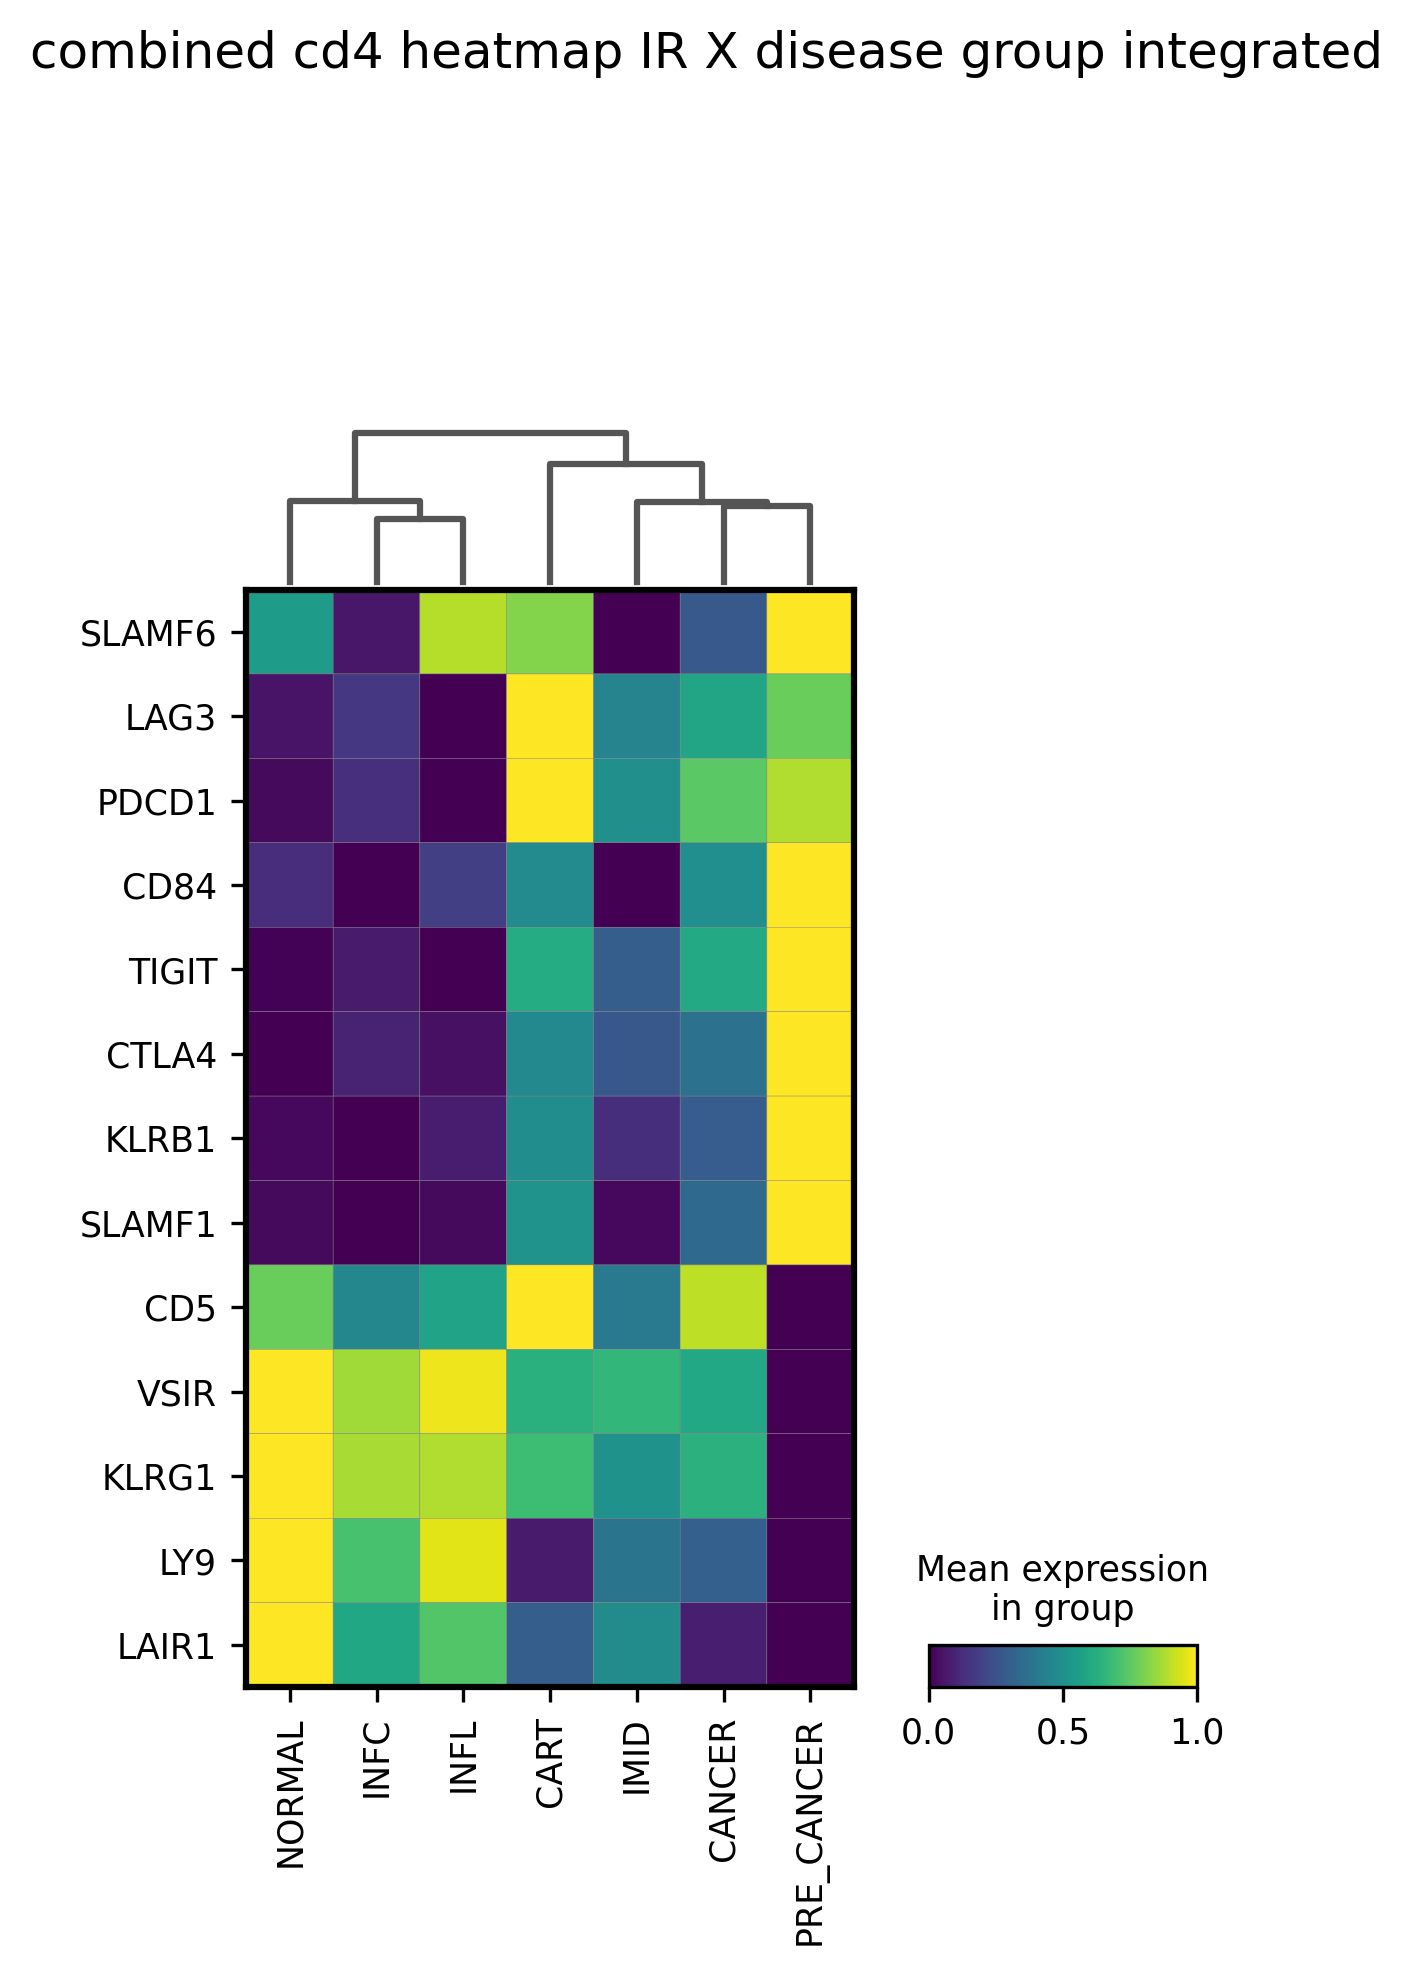 combined cd4 heatmap IR X disease group integrated
SLAMF6
LAG3
PDCD1
CD84
TIGIT
CTLA4
KLRB1
SLAMF1
CD5
VSIR
KLRG1
LY9
LAIR1
NORMAL
INFC
INFL
CART
IMID
CANCER
PRE_CANCER
Mean expression
in group
0.0 0.5 1.0